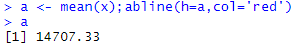 > a <- mean(x);abline(h=a,col='red')
> a
[1] 14707.33